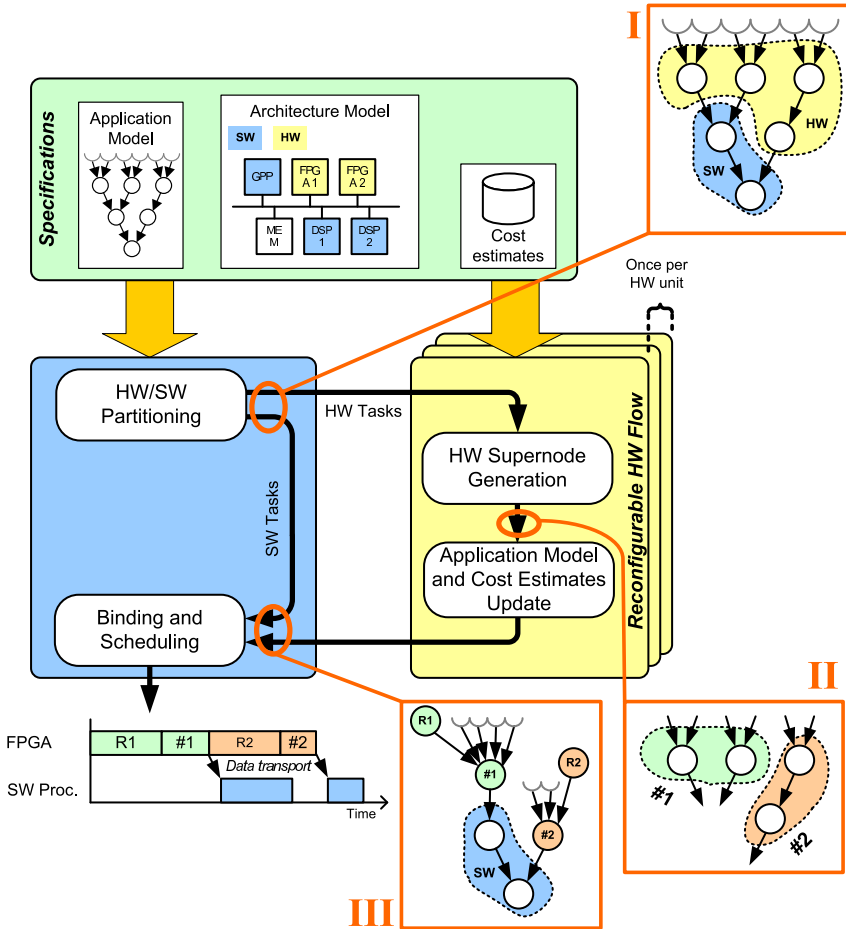 I
HW
SW
Specifications
Application
Model
Architecture Model
SW
HW
GPP
FPG
A 1
FPG
A 2
ME
M
DSP
1
DSP
2
Cost
estimates
Once per
HW unit
HW/SW
Partitioning
HW Tasks
SW Tasks
HW Supernode
Generation
Application Model
and Cost Estimates
Update
Reconfigurable HW Flow
Binding and
Scheduling
FPGA
R1
#1
R2
#2
Data transport
SW Proc.
Time
R1
#1
R2
#2
SW
III
II
#1
#2